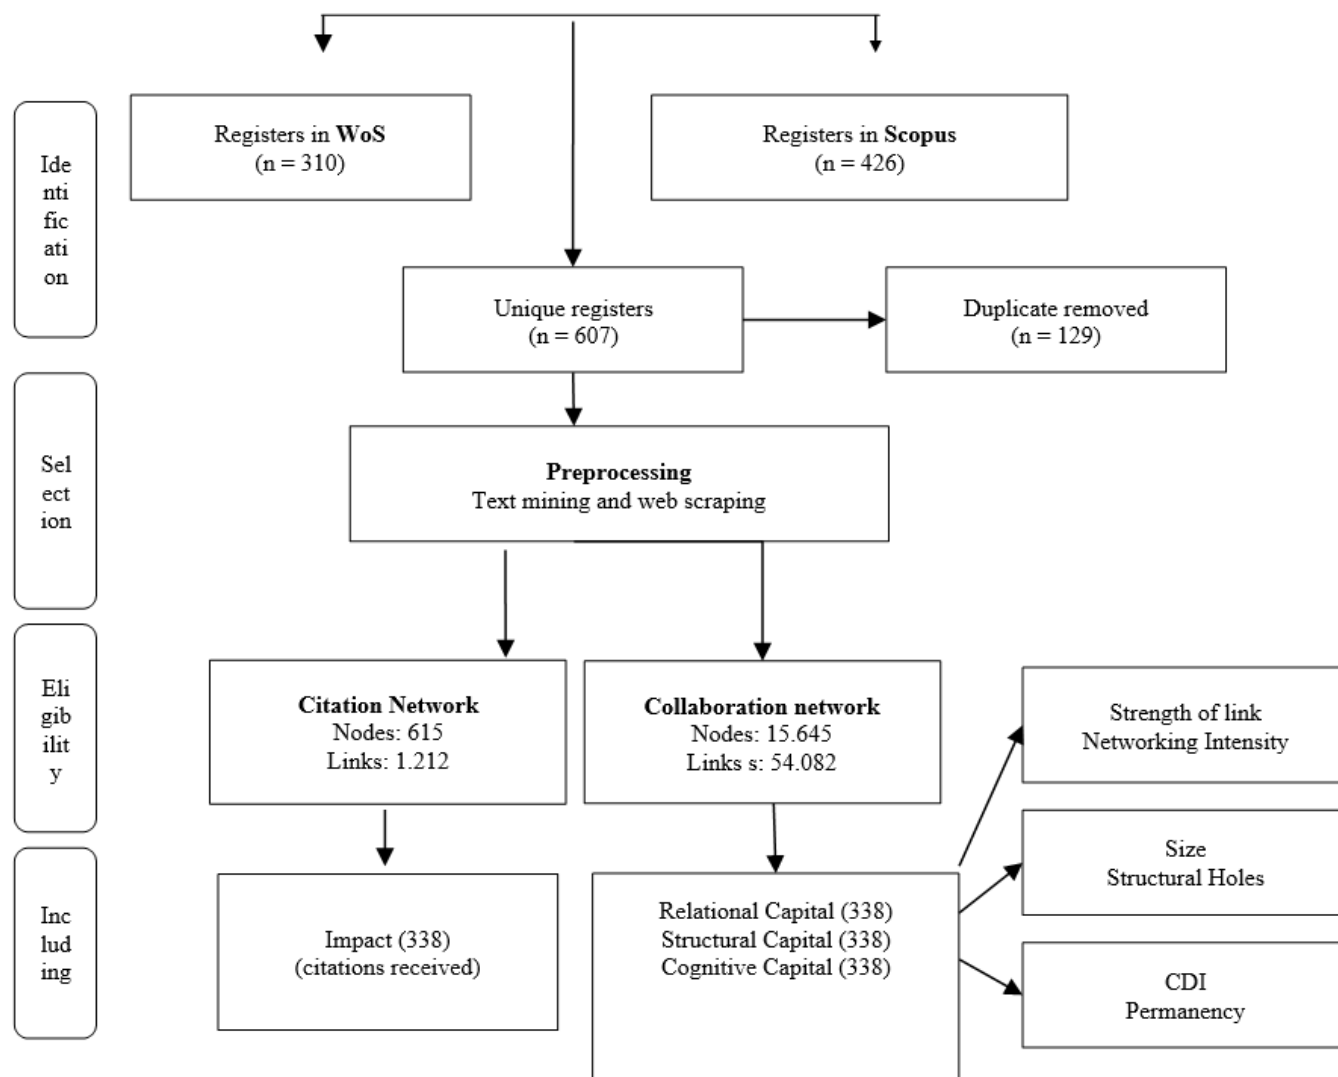 Registers in WoS
(n = 310)
Registers in Scopus
(n = 426)
Ide
nti
fic
ati
on
Unique registers
(n = 607)
Duplicate removed
(n = 129)
Sel
ect
ion
Preprocessing
Text mining and web scraping
Eli
gib
ilit
y
Citation Network
Nodes: 615
Links: 1.212
Collaboration network
Nodes: 15.645
Links s: 54.082
Strength of link
Networking Intensity
Size
Structural Holes
Inc
lud
ing
Impact (338)
(citations received)
Relational Capital (338)
Structural Capital (338)
Cognitive Capital (338)
CDI
Permanency